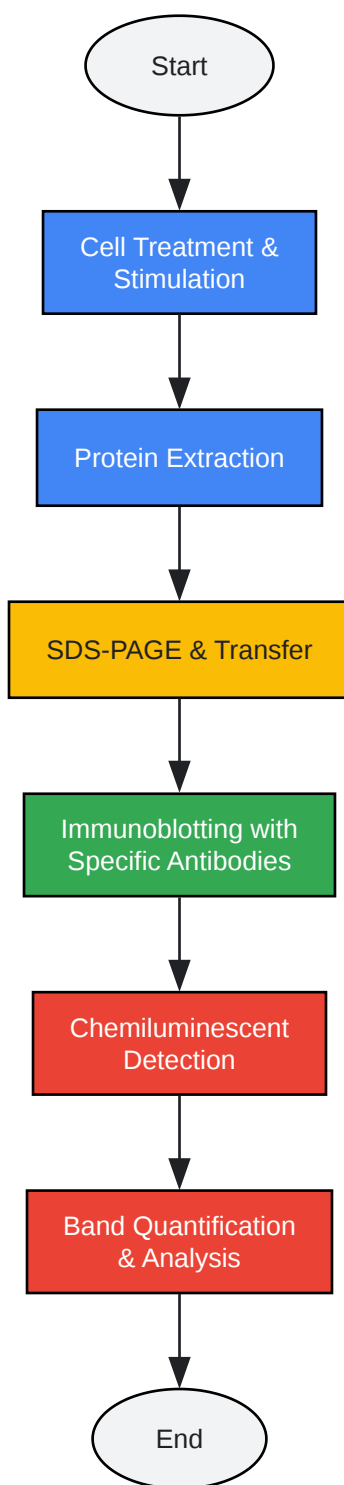 Start
Cell Treatment &
Stimulation
Protein Extraction
SDS-PAGE & Transfer
Immunoblotting with
Specific Antibodies
Chemiluminescent
Detection
Band Quantification
& Analysis
End